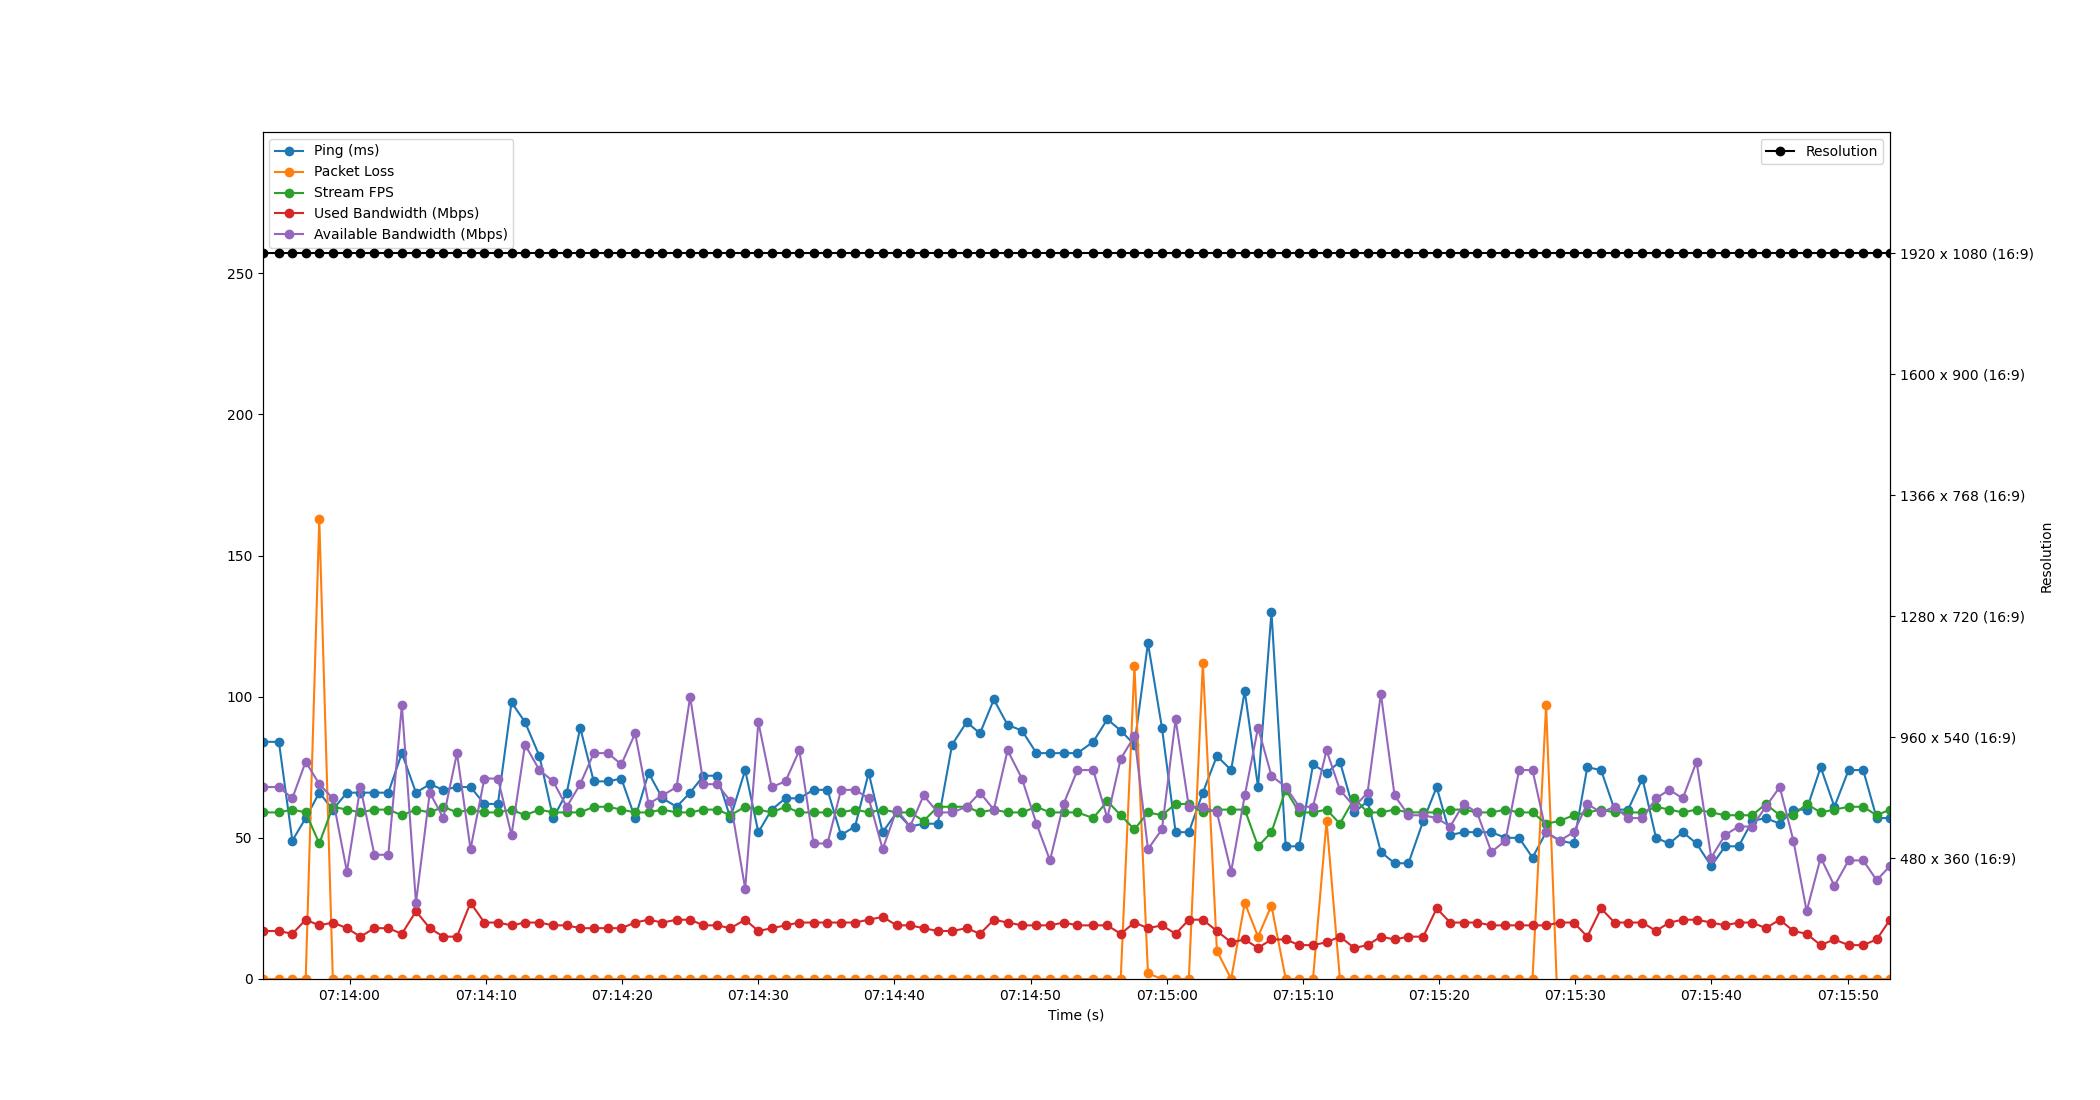 Ping (ms)
Packet Loss
Stream FPS
Used Bandwidth (Mbps)
Available Bandwidth (Mbps)
Resolution
250
200
150
100
50
0
1920 x 1080 (16:9)
1600 x 900 (16:9)
1366 x 768 (16:9)
1280 x 720 (16:9)
960 x 540 (16:9)
480 x 360 (16:9)
Resolution
07:14:00 07:14:10 07:14:20 07:14:30 07:14:40 07:14:50 07:15:00 07:15:10 07:15:20 07:15:30 07:15:40 07:15:50
Time (s)